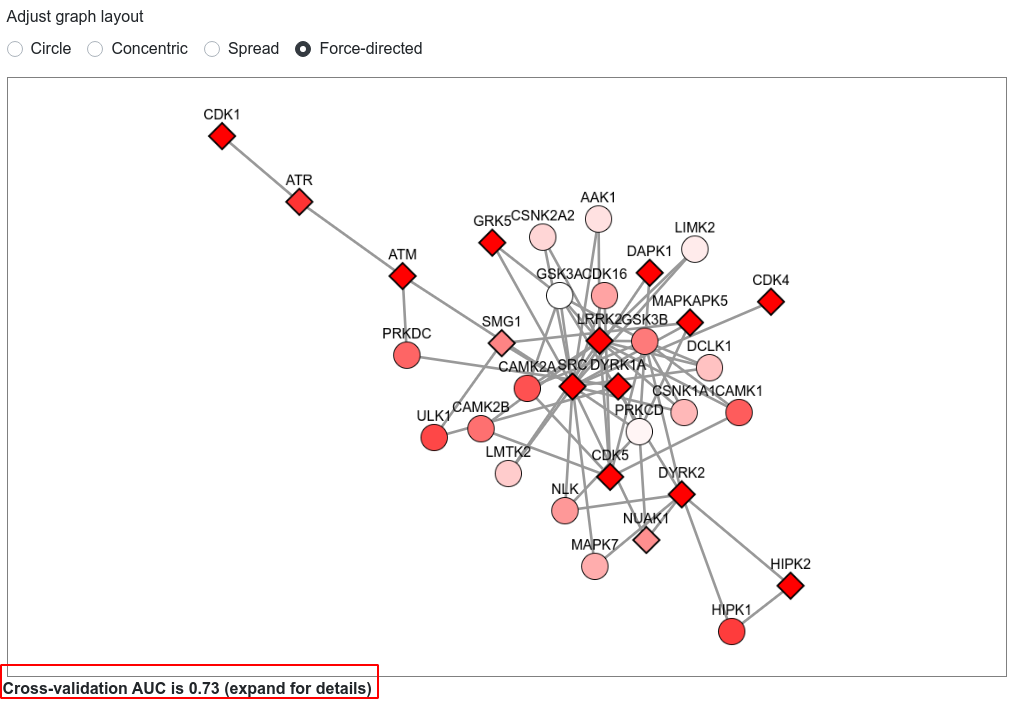 Adjust graph layout
Circle Concentric Spread Force-directed
CDK1
ATR
AAK1
GRK5 CSNK2A2
LIMK2
DAPK1
ATM
GSK3A CDK16
CDK4
MAPKAPK5
SMG1
LRRK2 GSK3B
PRKDC
DCLK1
CAMK2A SRC DYRK1A
CSNK1A1 CAMK1
ULK1 CAMK2B
PRKCD
LMTK2
CDK5
DYRK2
NLK
NUAK1
MAPK7
HIPK2
HIPK1
Cross-validation AUC is 0.73 (expand for details)